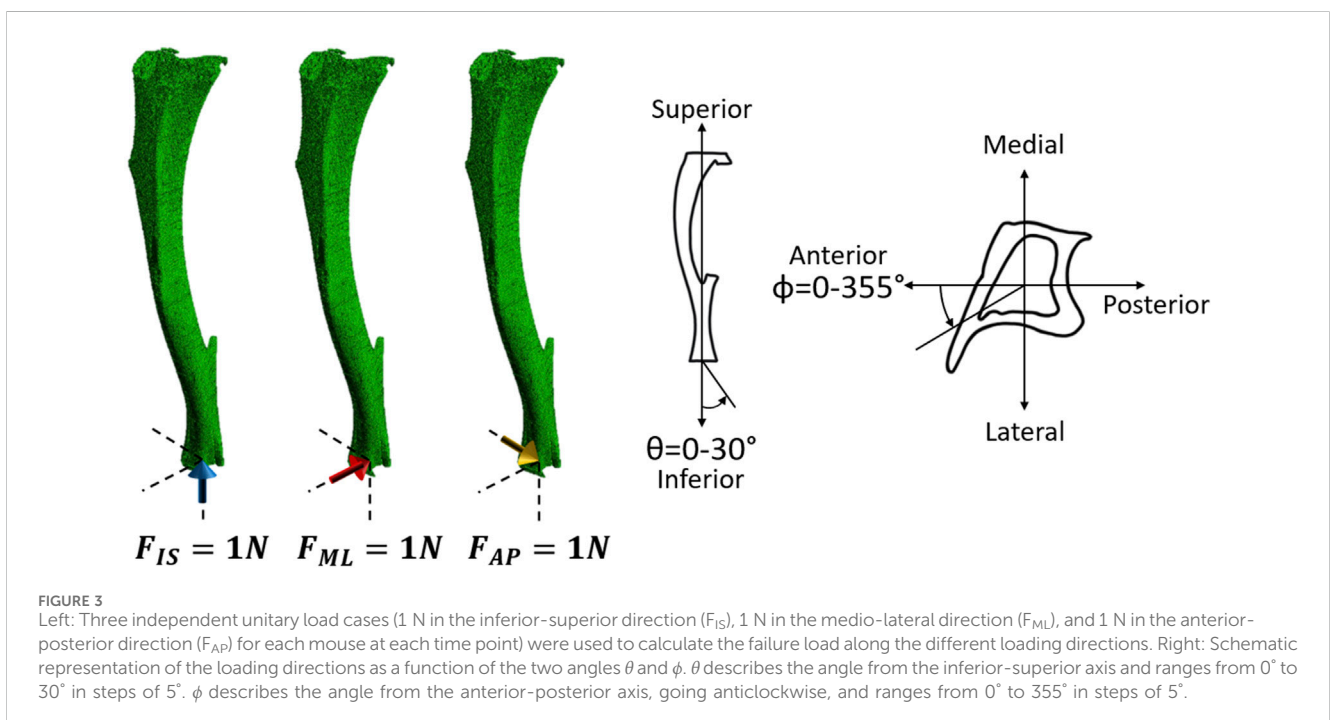 Superior
Medial
Anterior
ϕ=0-355°
Posterior
θ=0-30°
Inferior
Lateral
F_IS = 1N F_ML = 1N F_AP = 1N
FIGURE 3
Left: Three independent unitary load cases (1 N in the inferior-superior direction (F_IS), 1 N in the medio-lateral direction (F_ML), and 1 N in the anterior-
posterior direction (F_AP) for each mouse at each time point) were used to calculate the failure load along the different loading directions. Right: Schematic
representation of the loading directions as a function of the two angles θ and ϕ. θ describes the angle from the inferior-superior axis and ranges from 0° to
30° in steps of 5°. ϕ describes the angle from the anterior-posterior axis, going anticlockwise, and ranges from 0° to 355° in steps of 5°.